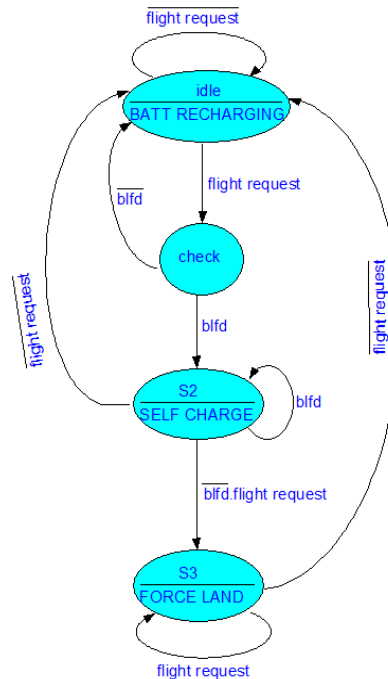 flight request
idle
BATT RECHARGING
flight request
blfd
check
blfd
flight request
flight request
S2
SELF CHARGE
blfd
blfd.flight request
S3
FORCE LAND
flight request